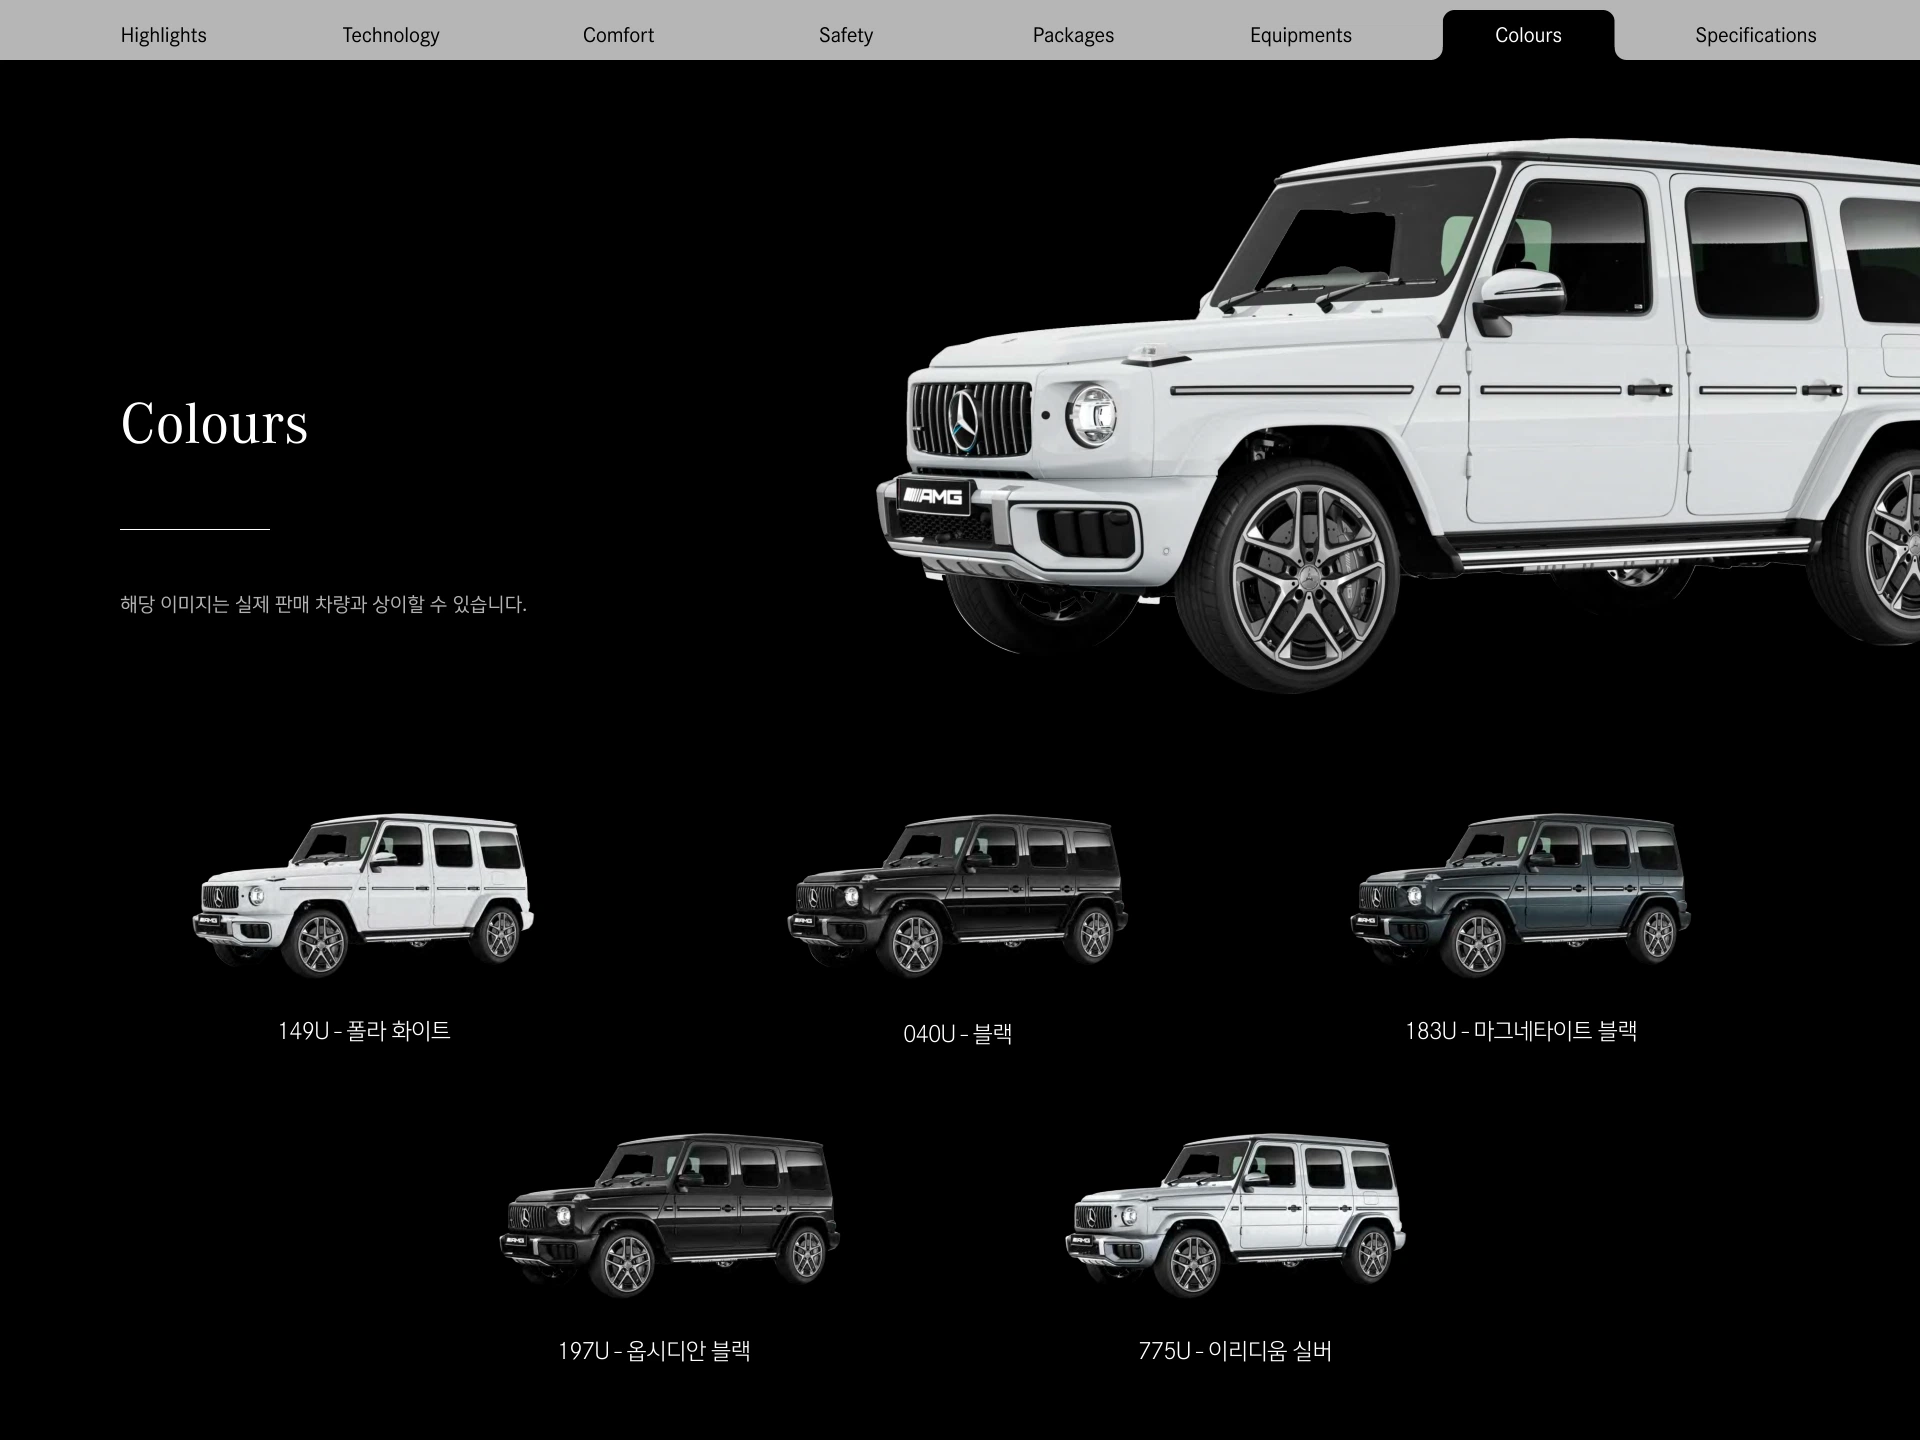 Highlights
Technology
Comfort
Safety
Packages
Equipments
Colours
Specifications
Colours
해당 이미지는 실제 판매 차량과 상이할 수 있습니다.
AMG
149U - 폴라 화이트
040U - 블랙
183U - 마그네타이트 블랙
197U - 옵시디안 블랙
775U - 이리디움 실버